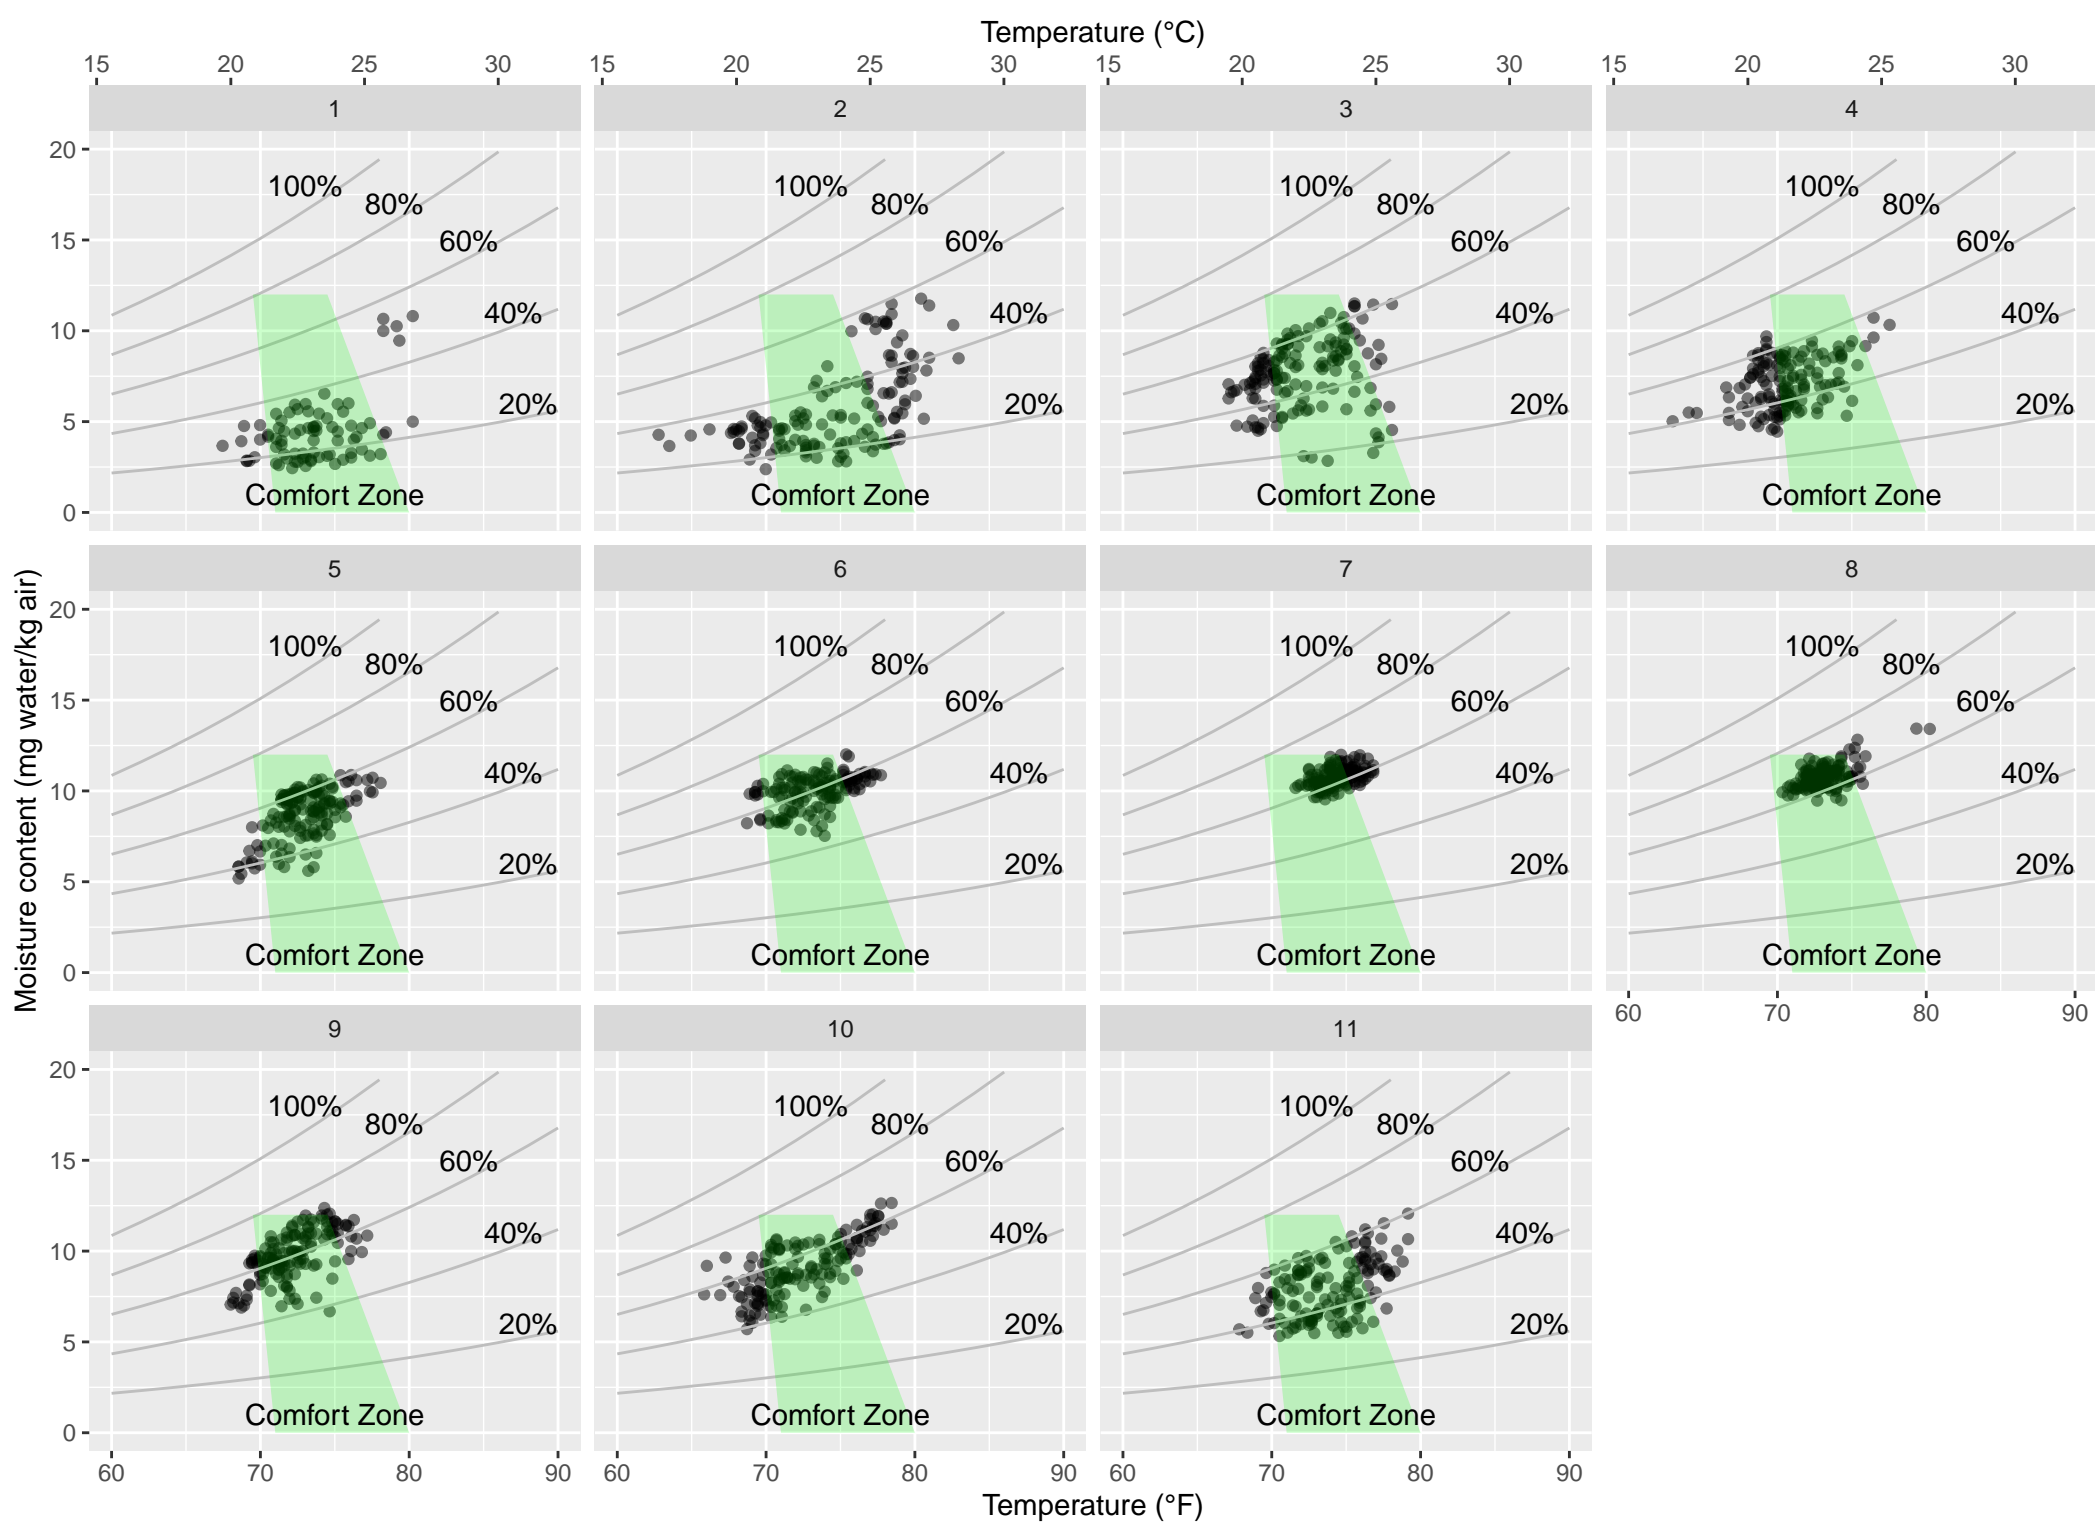 Temperature (°C)
15 20 25 30 15 20 25 30 15 20 25 30 15 20 25 30
1 2 3 4
20
15
10
5
0
100% 80% 60% 40% 20% Comfort Zone
100% 80% 60% 40% 20% Comfort Zone
100% 80% 60% 40% 20% Comfort Zone
100% 80% 60% 40% 20% Comfort Zone
Moisture content (mg water/kg air)
5 6 7 8
20
15
10
5
0
100% 80% 60% 40% 20% Comfort Zone
100% 80% 60% 40% 20% Comfort Zone
100% 80% 60% 40% 20% Comfort Zone
100% 80% 60% 40% 20% Comfort Zone
60 70 80 90
9 10 11
20
15
10
5
0
100% 80% 60% 40% 20% Comfort Zone
100% 80% 60% 40% 20% Comfort Zone
100% 80% 60% 40% 20% Comfort Zone
60 70 80 90 60 70 80 90 60 70 80 90
Temperature (°F)